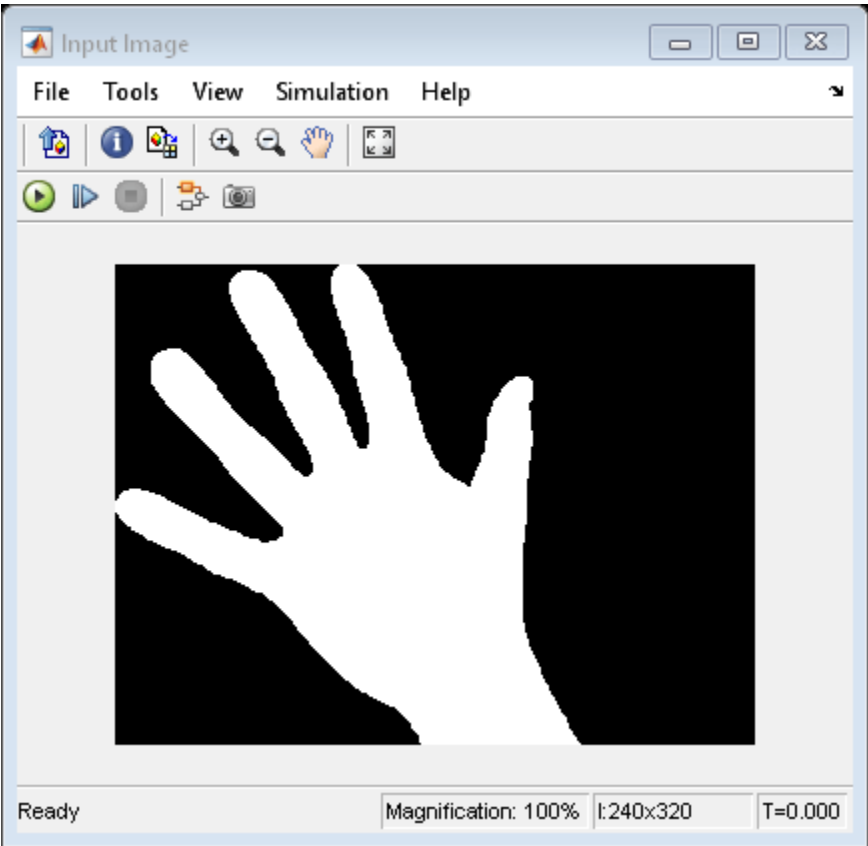 Input Image
File Tools View Simulation Help
Ready Magnification: 100% I:240x320 T=0.000